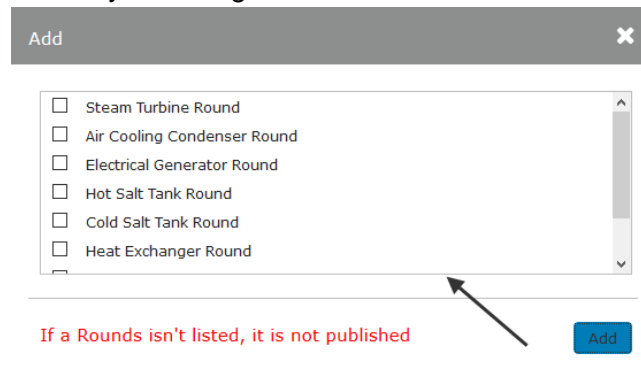 Add
Steam Turbine Round
Air Cooling Condenser Round
Electrical Generator Round
Hot Salt Tank Round
Cold Salt Tank Round
Heat Exchanger Round
If a Rounds isn't listed, it is not published
Add